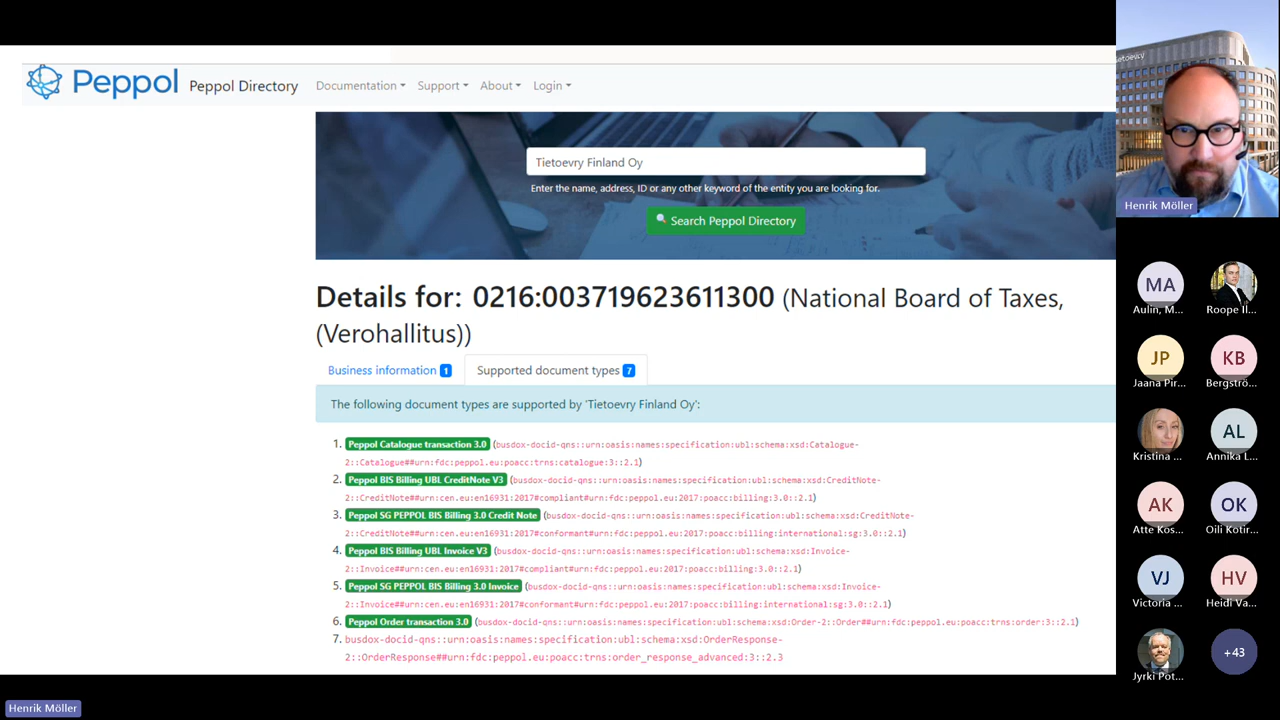 Peppol
Peppol Directory
Documentation
Support
About
Login
Tietoevry Finland Oy
Enter the name, address, ID or any other keyword of the entity you are looking for.
Search Peppol Directory
Details for: 0216:003719623611300 (National Board of Taxes,
(Verohallitus))
Business information 1
Supported document types 7
The following document types are supported by 'Tietoevry Finland Oy':
1. Peppol Catalogue transaction 3.0 (busdox-docid-qns::urn:oasis:names:specification:ubl:schema:xsd:Catalogue-
2::Catalogue##urn:fdc:peppol.eu:poacc:trns:catalogue:3::2.1)
2. Peppol BIS Billing UBL CreditNote V3 (busdox-docid-qns::urn:oasis:names:specification:ubl:schema:xsd:CreditNote-
2::CreditNote##urn:cen.eu:en16931:2017#compliant#urn:fdc:peppol.eu:2017:poacc:billing:3.0::2.1)
3. Peppol SG PEPPOL BIS Billing 3.0 Credit Note (busdox-docid-qns::urn:oasis:names:specification:ubl:schema:xsd:CreditNote-
2::CreditNote##urn:cen.eu:en16931:2017#conformant#urn:fdc:peppol.eu:2017:poacc:billing:international:sg:3.0::2.1)
4. Peppol BIS Billing UBL Invoice V3 (busdox-docid-qns::urn:oasis:names:specification:ubl:schema:xsd:Invoice-
2::Invoice##urn:cen.eu:en16931:2017#compliant#urn:fdc:peppol.eu:2017:poacc:billing:3.0::2.1)
5. Peppol SG PEPPOL BIS Billing 3.0 Invoice (busdox-docid-qns::urn:oasis:names:specification:ubl:schema:xsd:Invoice-
2::Invoice##urn:cen.eu:en16931:2017#conformant#urn:fdc:peppol.eu:2017:poacc:billing:international:sg:3.0::2.1)
6. Peppol Order transaction 3.0 (busdox-docid-qns::urn:oasis:names:specification:ubl:schema:xsd:Order-2::Order##urn:fdc:peppol.eu:poacc:trns:order:3::2.1)
7. busdox-docid-qns::urn:oasis:names:specification:ubl:schema:xsd:OrderResponse-
2::OrderResponse##urn:fdc:peppol.eu:poacc:trns:order_response_advanced:3::2.3
Henrik Möller
MA
Aulin, M...
Roope Il...
JP
Jaana Pir...
KB
Bergströ...
Kristina ...
AL
Annika L...
AK
Atte Kos...
OK
Oili Kotir...
VJ
Victoria ...
HV
Heidi Va...
Jyrki Pot...
+43
Henrik Möller